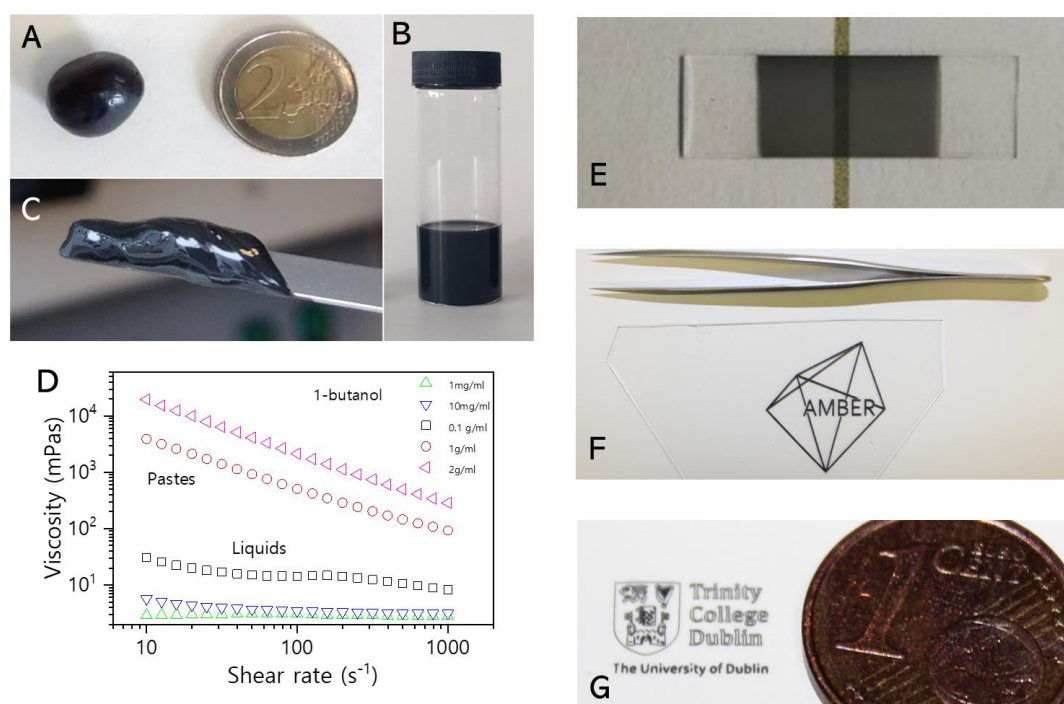 A
2 EURO
B
C
D
1-butanol
1mg/ml
10mg/ml
0.1 g/ml
1g/ml
2g/ml
Viscosity (mPas)
10⁴
10³
10²
10¹
Pastes
Liquids
10
100
1000
Shear rate (s⁻¹)
E
AMBER
F
1
CENT
Trinity
College
Dublin
The University of Dublin
G